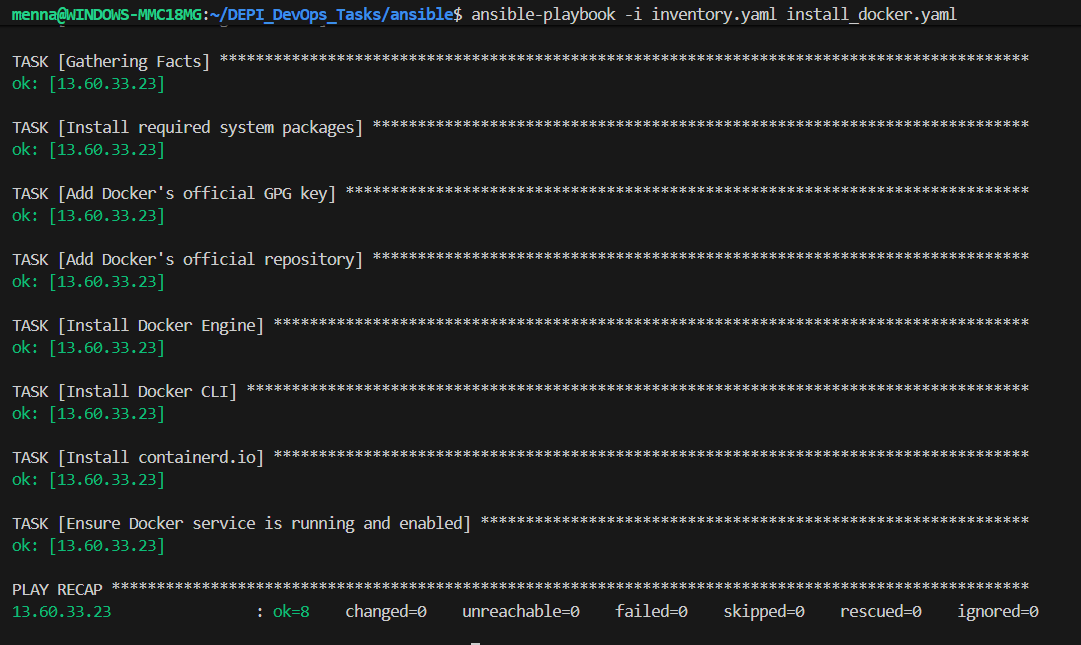 menna@WINDOWS-MMC18MG:~/DEPI_DevOps_Tasks/ansible$ ansible-playbook -i inventory.yaml install_docker.yaml
TASK [Gathering Facts] ******************************************************************************************
ok: [13.60.33.23]
TASK [Install required system packages] *************************************************************************
ok: [13.60.33.23]
TASK [Add Docker's official GPG key] ****************************************************************************
ok: [13.60.33.23]
TASK [Add Docker's official repository] *************************************************************************
ok: [13.60.33.23]
TASK [Install Docker Engine] ************************************************************************************
ok: [13.60.33.23]
TASK [Install Docker CLI] ***************************************************************************************
ok: [13.60.33.23]
TASK [Install containerd.io] ************************************************************************************
ok: [13.60.33.23]
TASK [Ensure Docker service is running and enabled] *************************************************************
ok: [13.60.33.23]
PLAY RECAP ******************************************************************************************************
13.60.33.23                : ok=8    changed=0    unreachable=0    failed=0    skipped=0    rescued=0    ignored=0